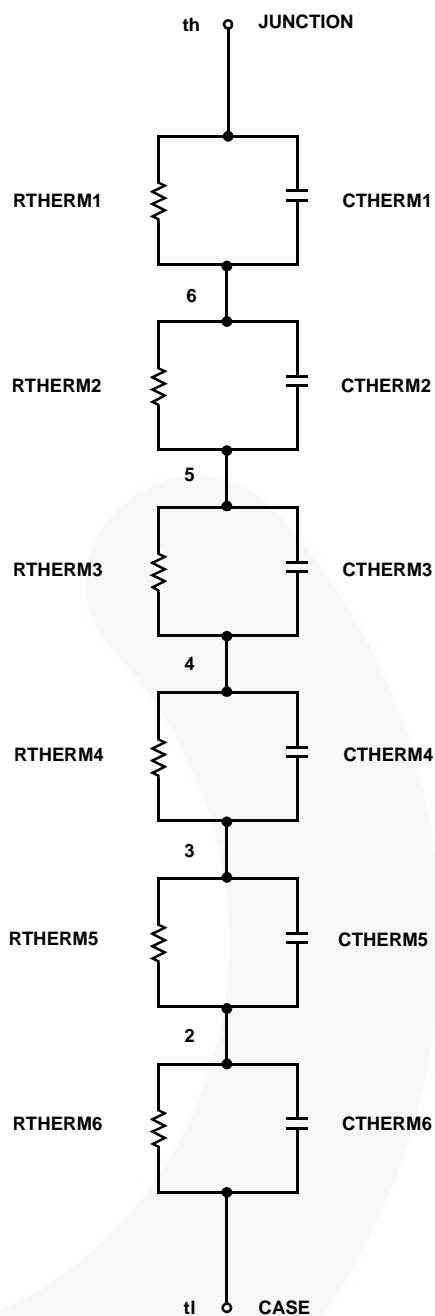 th JUNCTION
RTHERM1 CTHERM1
6
RTHERM2 CTHERM2
5
RTHERM3 CTHERM3
4
RTHERM4 CTHERM4
3
RTHERM5 CTHERM5
2
RTHERM6 CTHERM6
tl CASE